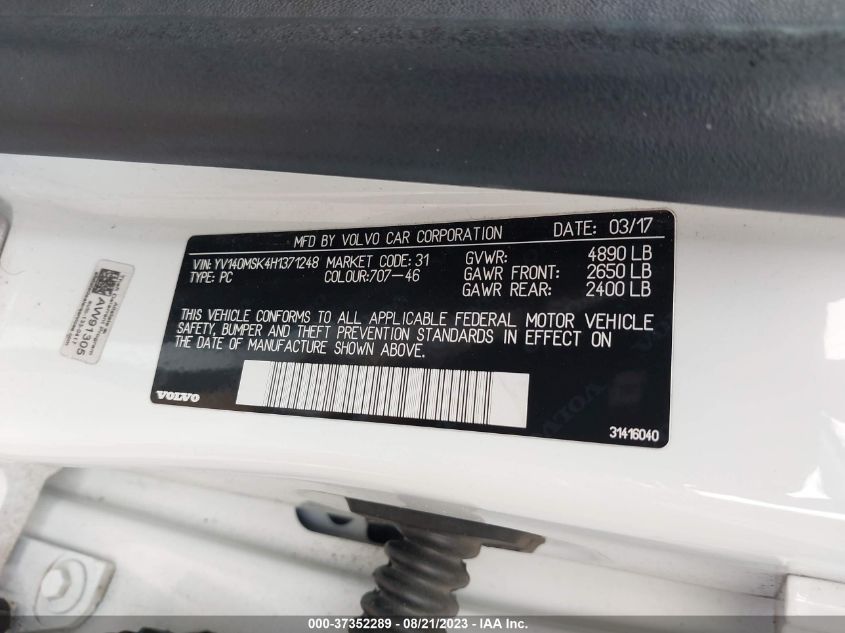 MFD BY VOLVO CAR CORPORATION DATE: 03/17
VIN: YV140MSK4H1371248 MARKET CODE: 31 GVWR: 4890 LB
TYPE: PC COLOUR:707-46 GAWR FRONT: 2650 LB
GAWR REAR: 2400 LB
THIS VEHICLE CONFORMS TO ALL APPLICABLE FEDERAL MOTOR VEHICLE
SAFETY, BUMPER AND THEFT PREVENTION STANDARDS IN EFFECT ON
THE DATE OF MANUFACTURE SHOWN ABOVE.
VOLVO
31416040
AW91305
000-37352289 - 08/21/2023 - IAA Inc.